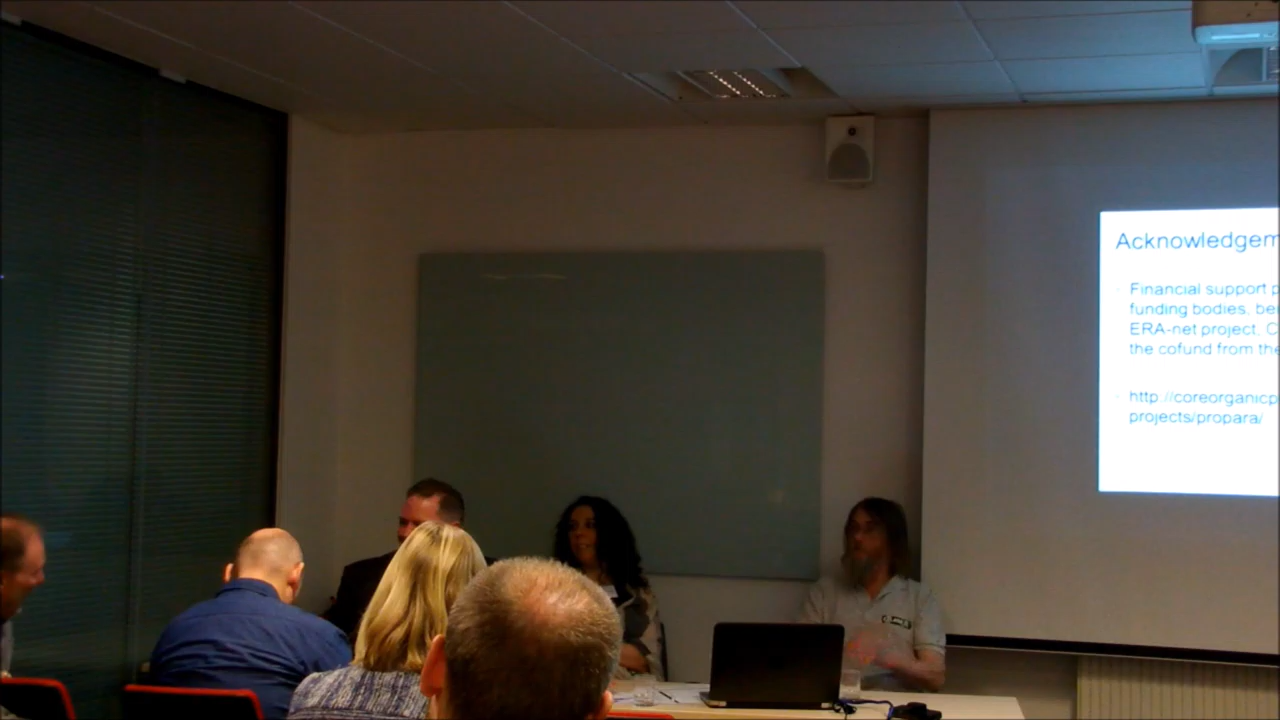 Acknowledgem
Financial support p
funding bodies, be
ERA-net project, C
the cofund from the
http://coreorganicp
projects/propara/